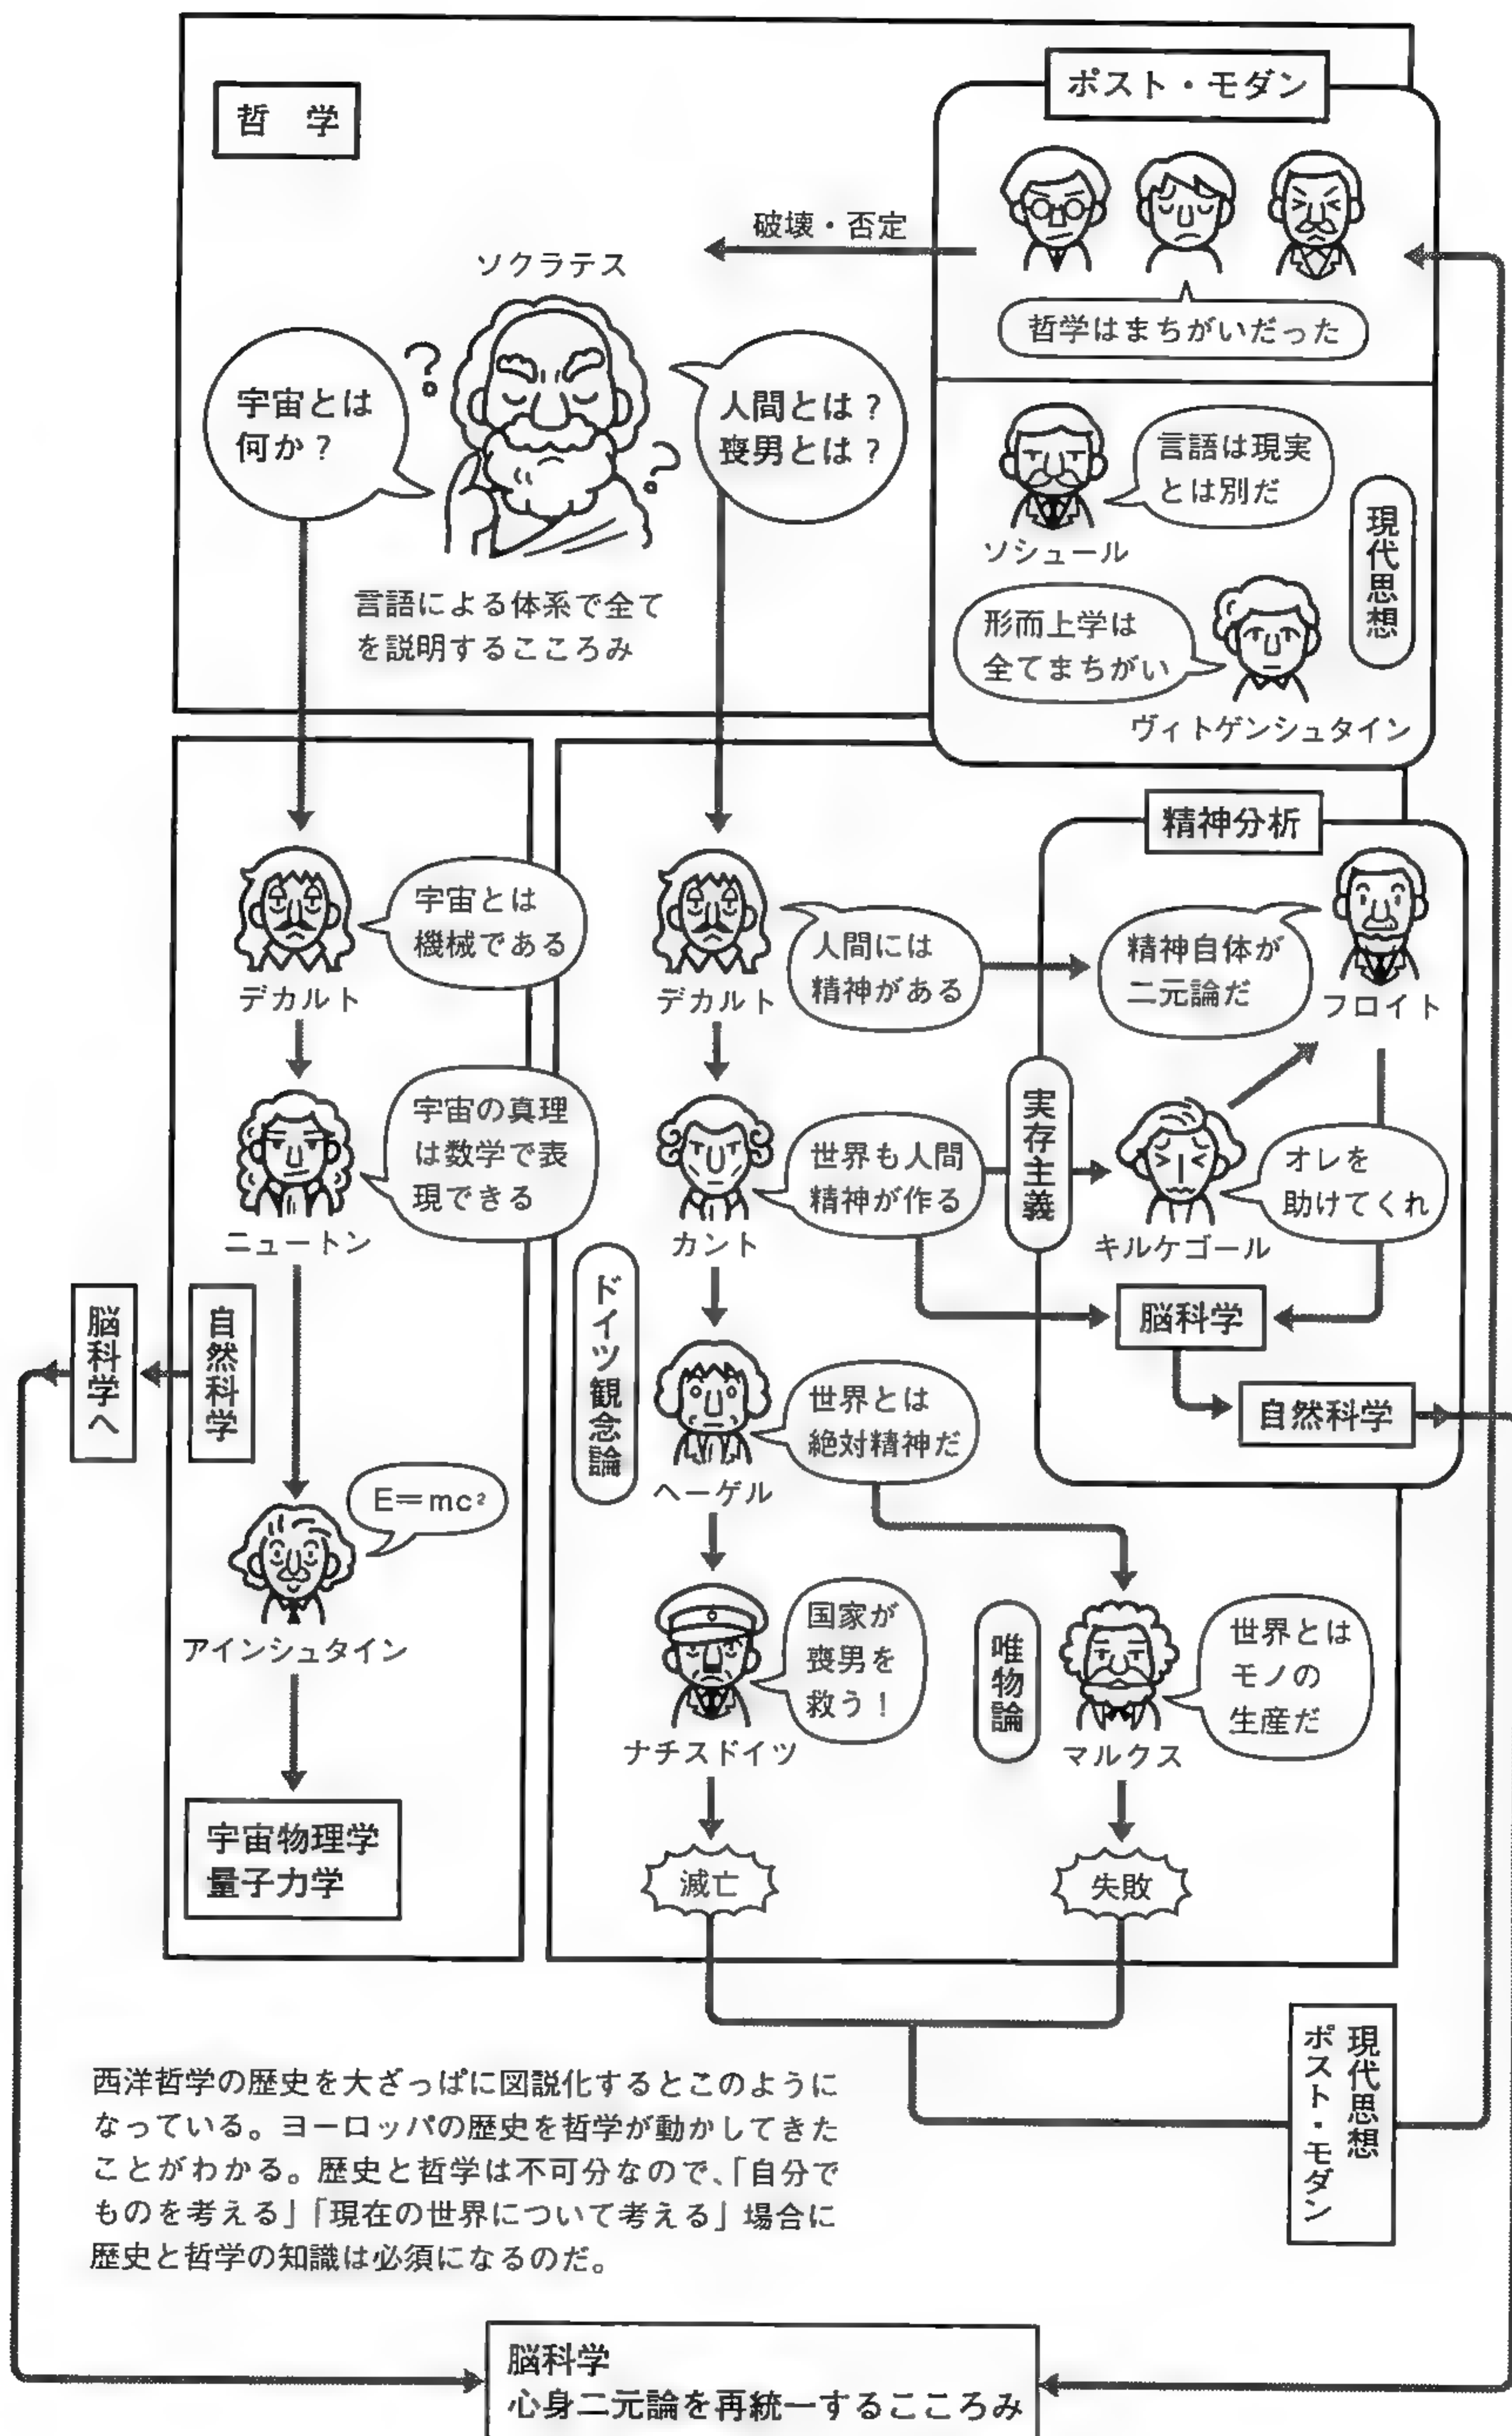 哲学
ポスト・モダン
破壊・否定
哲学はまちがいだった
ソクラテス
宇宙とは
何か？
人間とは？
喪男とは？
言語による体系で全て
を説明するこころみ
言語は現実
とは別だ
ソシュール
現代思想
形而上学は
全てまちがい
ヴィトゲンシュタイン
宇宙とは
機械である
デカルト
宇宙の真理
は数学で表
現できる
ニュートン
脳科学へ
自然科学
E＝mc²
アインシュタイン
宇宙物理学
量子力学
デカルト
人間には
精神がある
世界も人間
精神が作る
カント
ドイツ観念論
世界とは
絶対精神だ
ヘーゲル
国家が
喪男を
救う！
ナチスドイツ
滅亡
精神分析
精神自体が
二元論だ
フロイト
実存主義
オレを
助けてくれ
キルケゴール
脳科学
自然科学
唯物論
世界とは
モノの
生産だ
マルクス
失敗
現代思想
ポスト・モダン
西洋哲学の歴史を大ざっぱに図説化するとこのように
なっている。ヨーロッパの歴史を哲学が動かしてきた
ことがわかる。歴史と哲学は不可分なので、「自分で
ものを考える」「現在の世界について考える」場合に
歴史と哲学の知識は必須になるのだ。
脳科学
心身二元論を再統一するこころみ